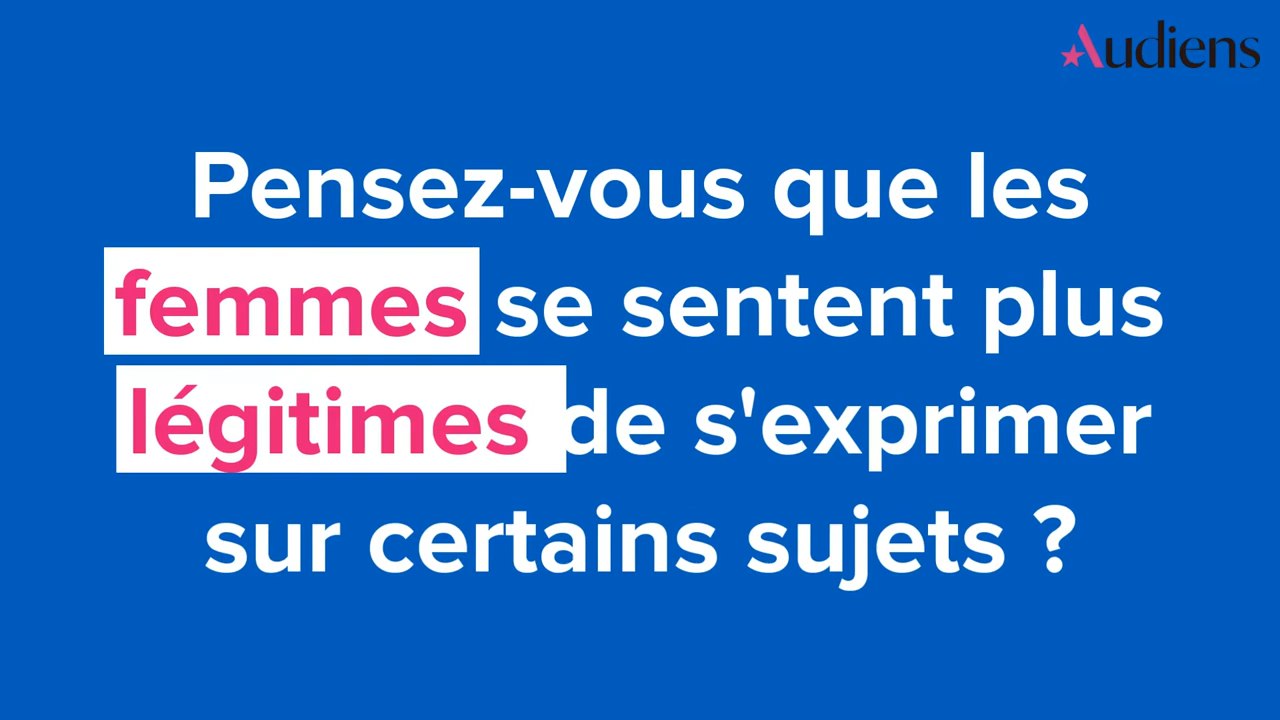 Audiens
Pensez-vous que les
femmes se sentent plus
légitimes de s'exprimer
sur certains sujets ?